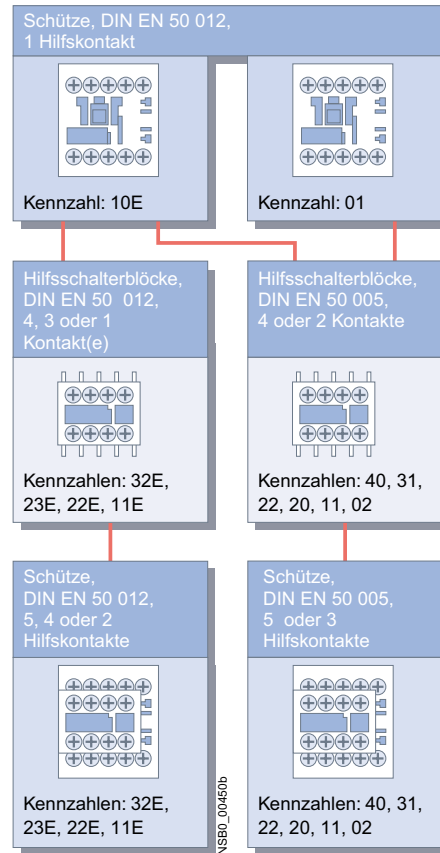 Schütze, DIN EN 50 012,
1 Hilfskontakt
Kennzahl: 10E
Kennzahl: 01
Hilfsschalterblöcke,
DIN EN 50 012,
4, 3 oder 1
Kontakt(e)
Kennzahlen: 32E,
23E, 22E, 11E
Hilfsschalterblöcke,
DIN EN 50 005,
4 oder 2 Kontakte
Kennzahlen: 40, 31,
22, 20, 11, 02
Schütze,
DIN EN 50 012,
5, 4 oder 2
Hilfskontakte
Kennzahlen: 32E,
23E, 22E, 11E
Schütze,
DIN EN 50 005,
5 oder 3
Hilfskontakte
Kennzahlen: 40, 31,
22, 20, 11, 02
NSB0_00450b